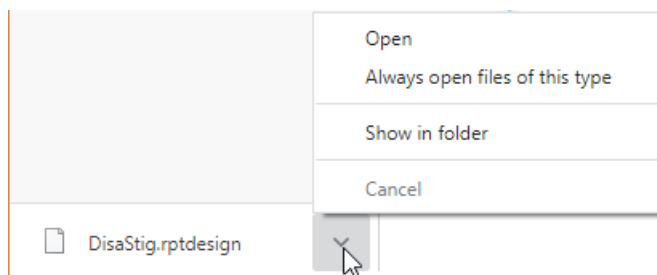 Open
Always open files of this type
Show in folder
Cancel
DisaStig.rptdesign